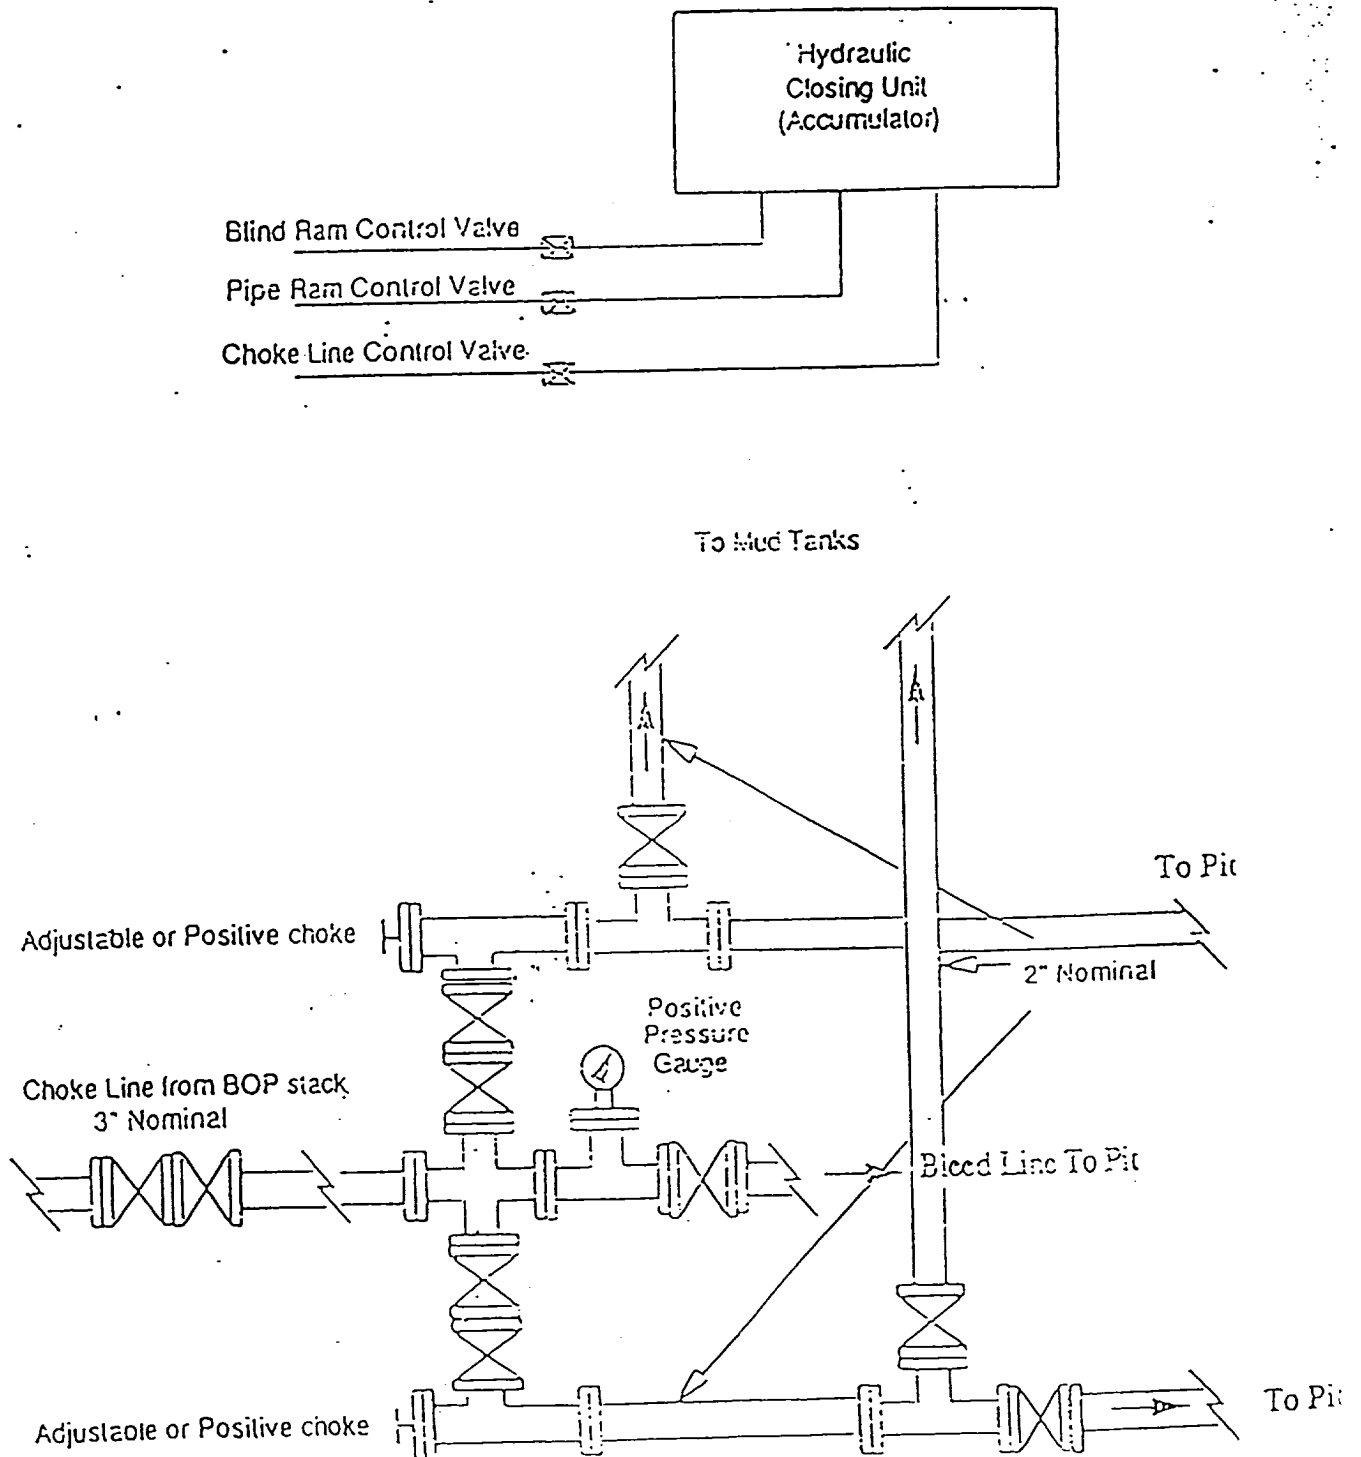 Hydraulic
Closing Unit
(Accumulator)
Blind Ram Control Valve
Pipe Ram Control Valve
Choke Line Control Valve
To Mud Tanks
To Pit
Adjustable or Positive choke
2" Nominal
Positive
Pressure
Gauge
Choke Line from BOP stack
3" Nominal
Bleed Line To Pit
To Pit
Adjustable or Positive choke